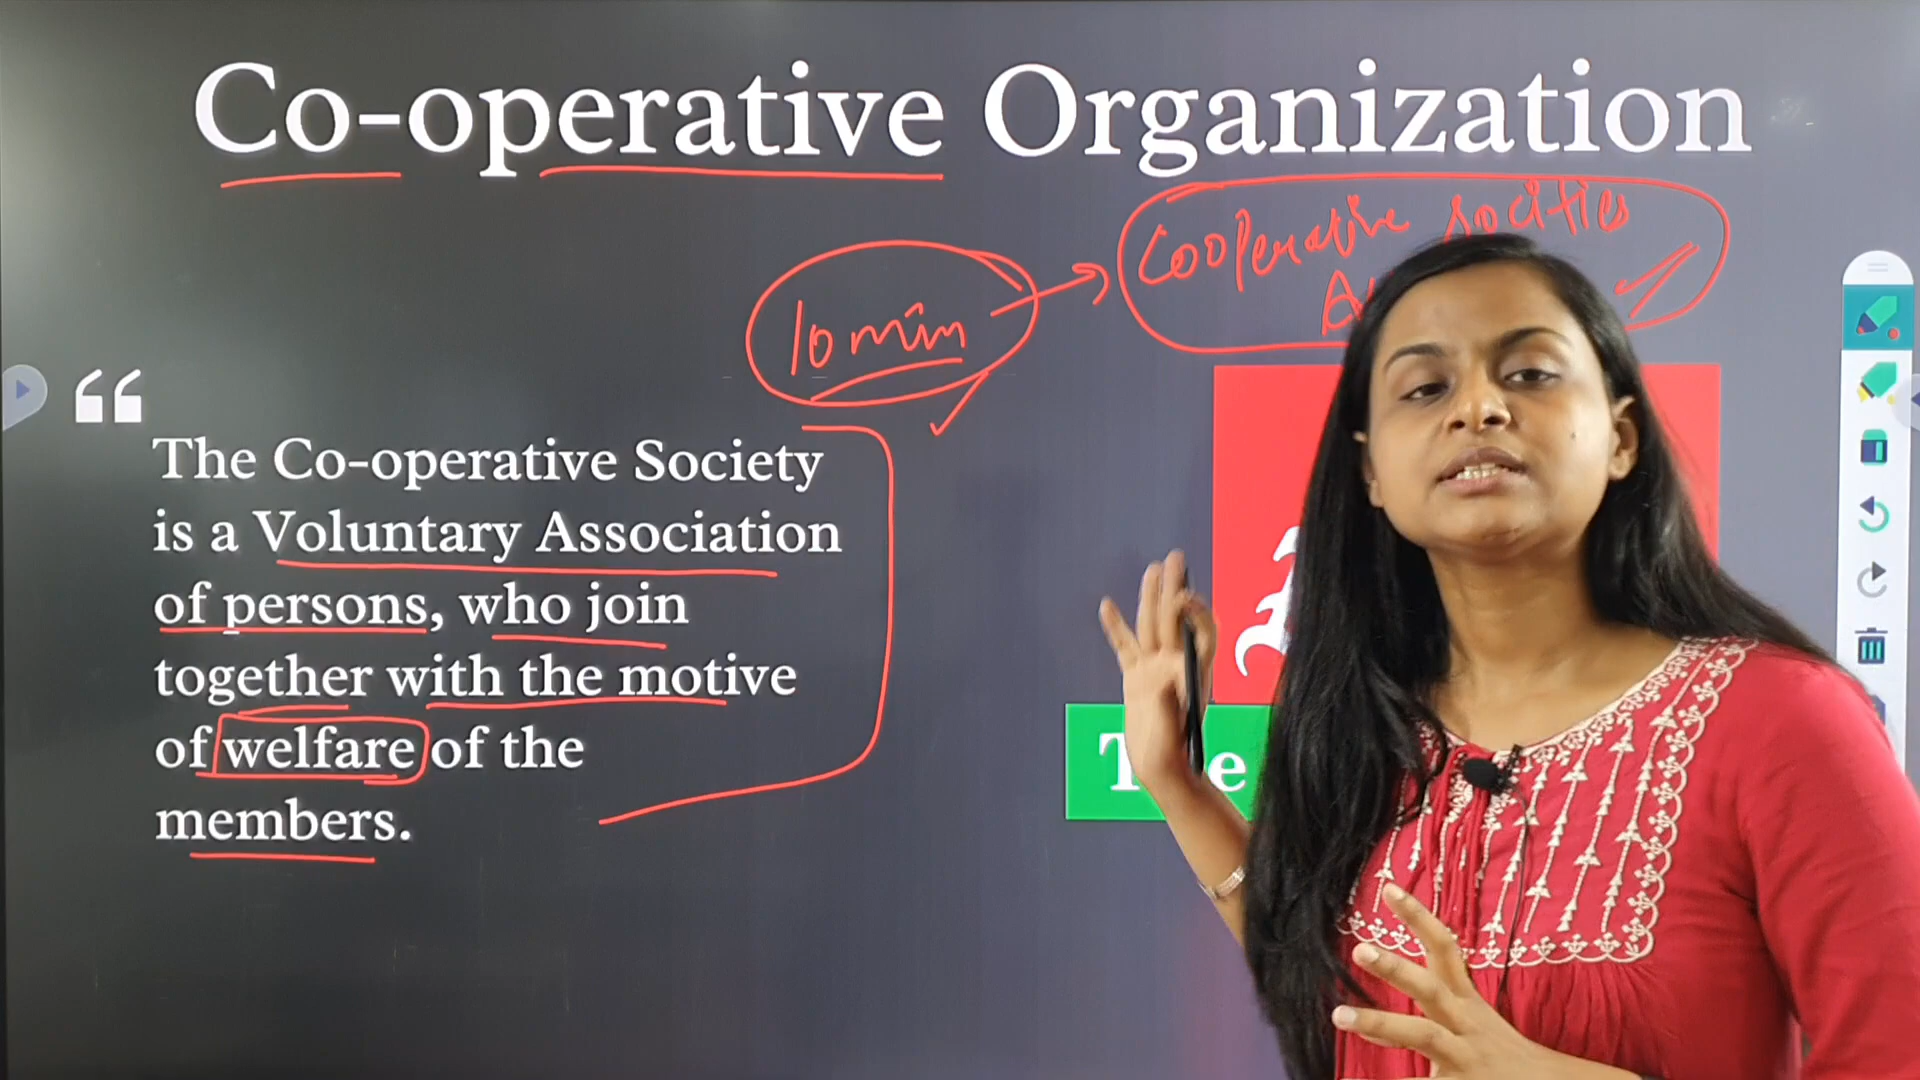 Co-operative Organization
Cooperative societies
10 min
“
The Co-operative Society
is a Voluntary Association
of persons, who join
together with the motive
of welfare of the
members.